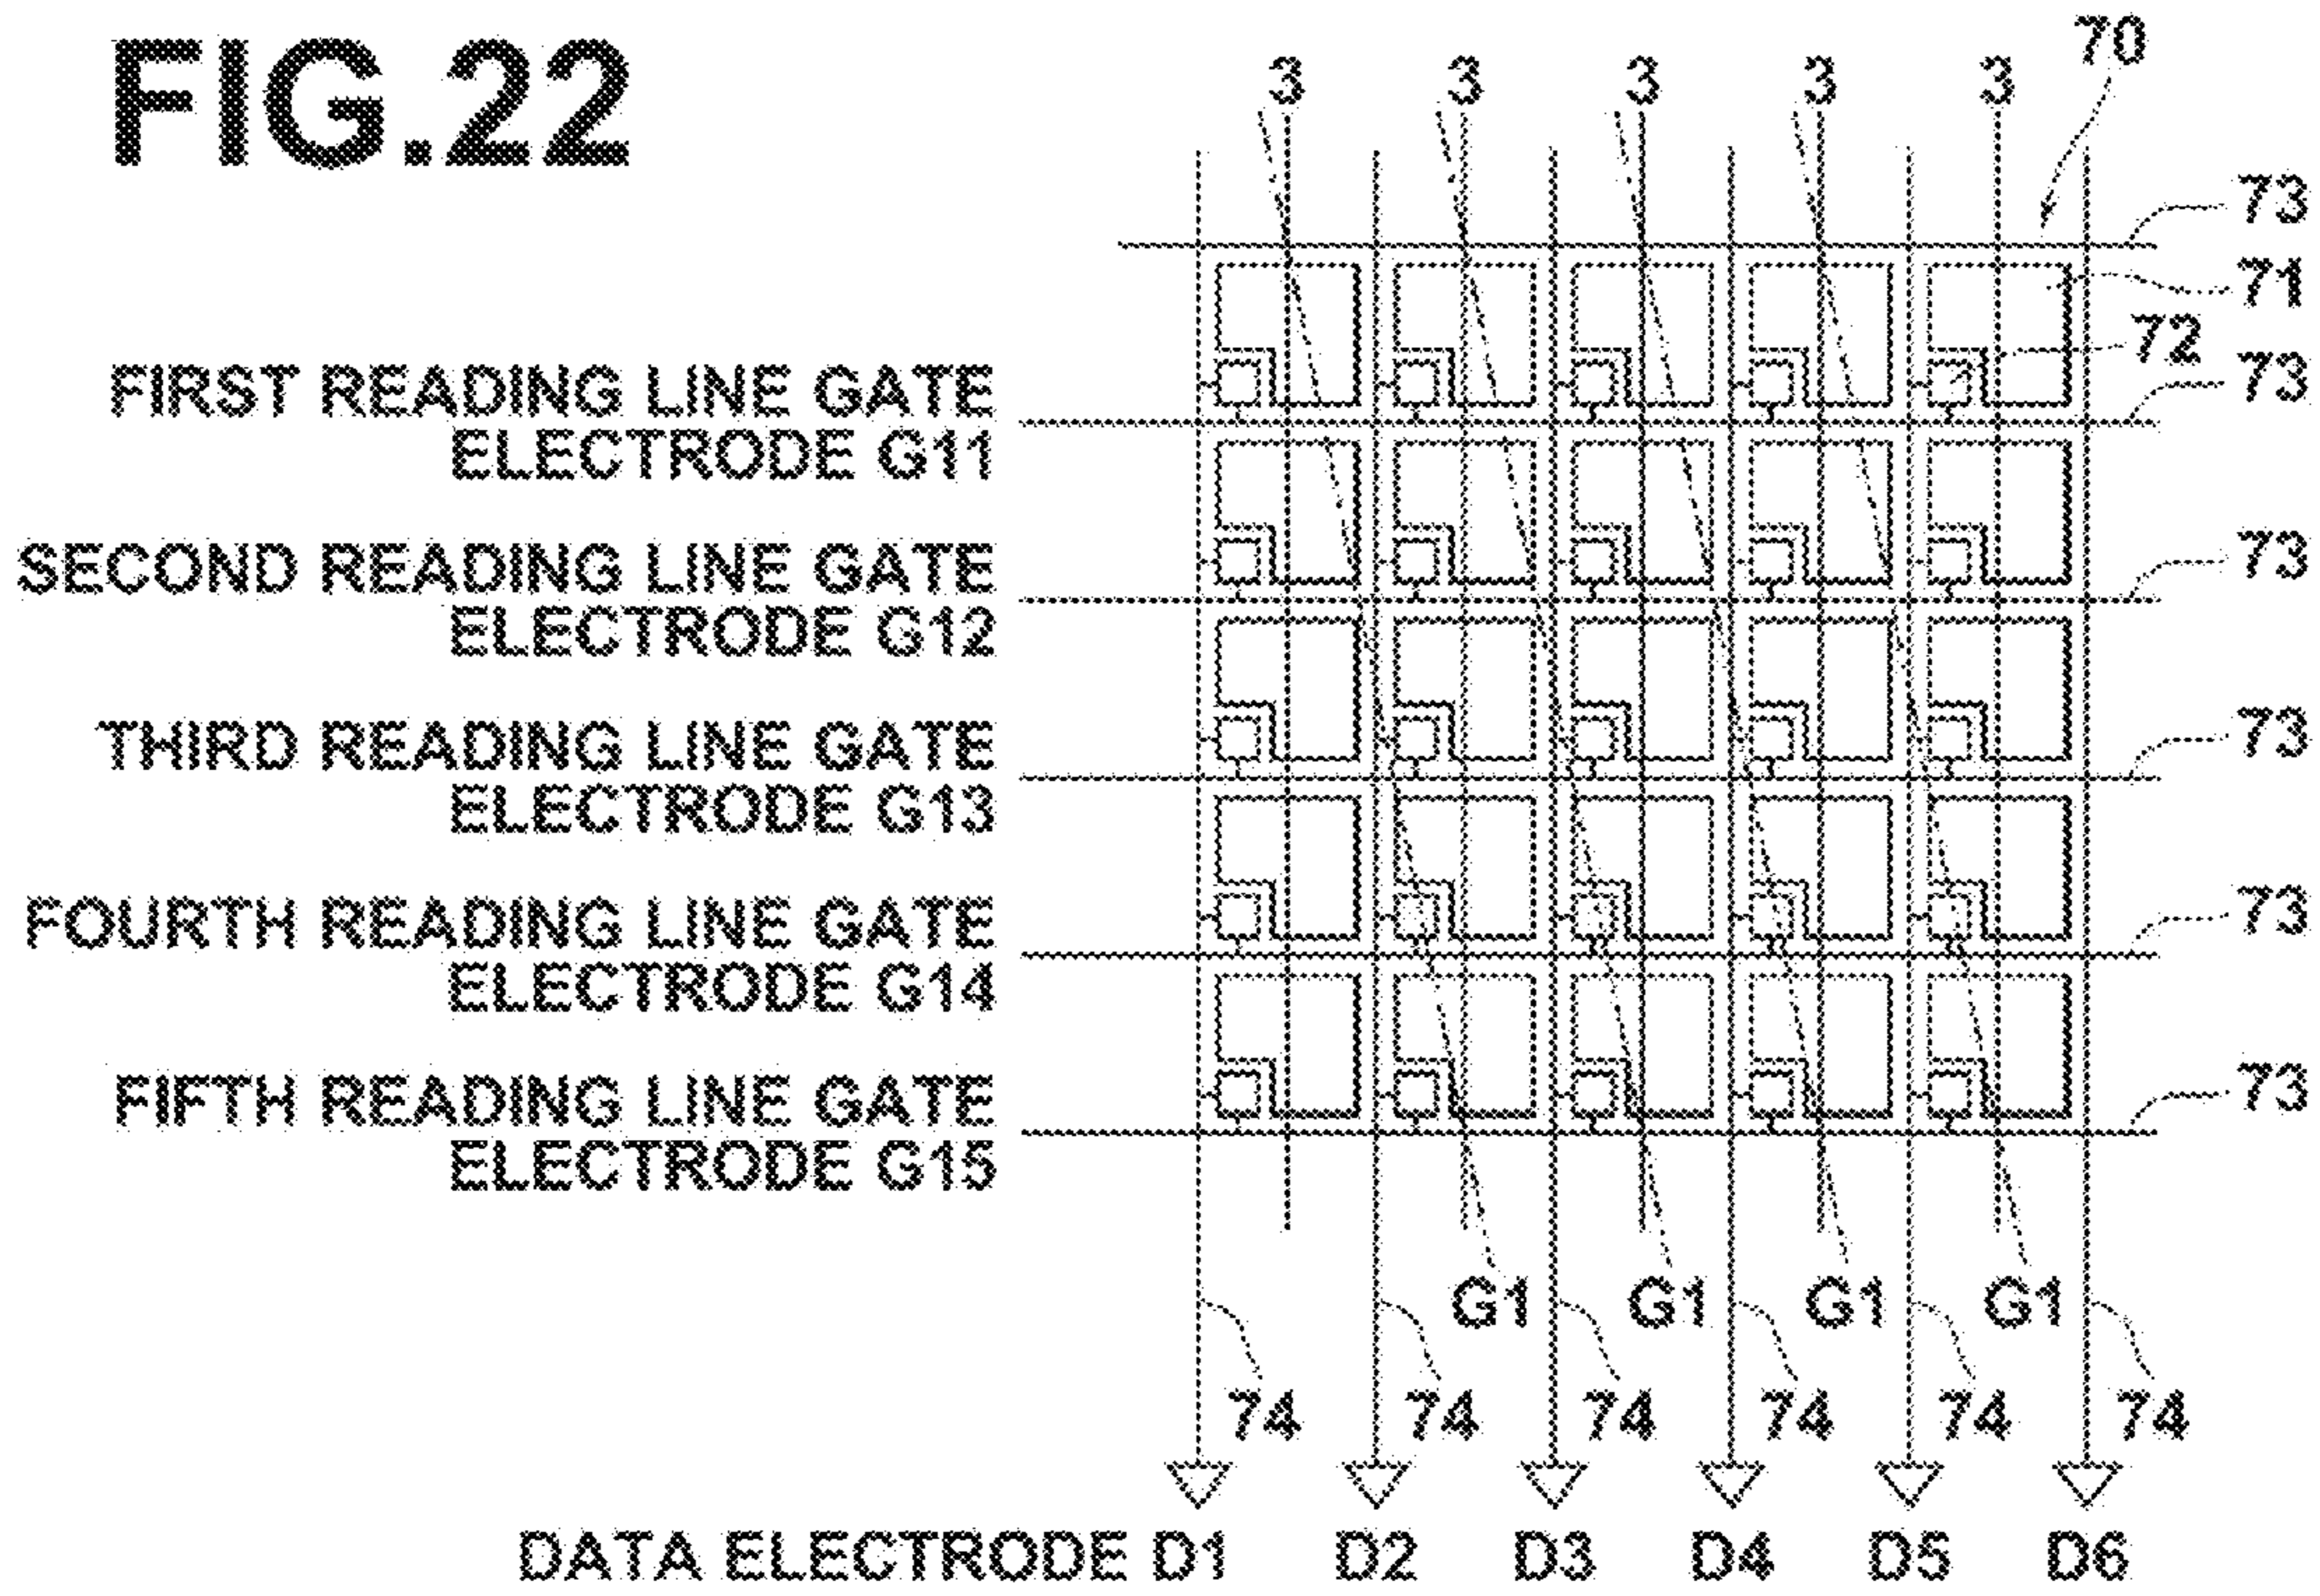 FIG.22
3 3 3 3 3 70
73
71
72
73
FIRST READING LINE GATE
ELECTRODE G11
SECOND READING LINE GATE
ELECTRODE G12
73
THIRD READING LINE GATE
ELECTRODE G13
73
FOURTH READING LINE GATE
ELECTRODE G14
73
FIFTH READING LINE GATE
ELECTRODE G15
73
G1 G1 G1 G1
74 74 74 74 74 74
DATA ELECTRODE D1 D2 D3 D4 D5 D6